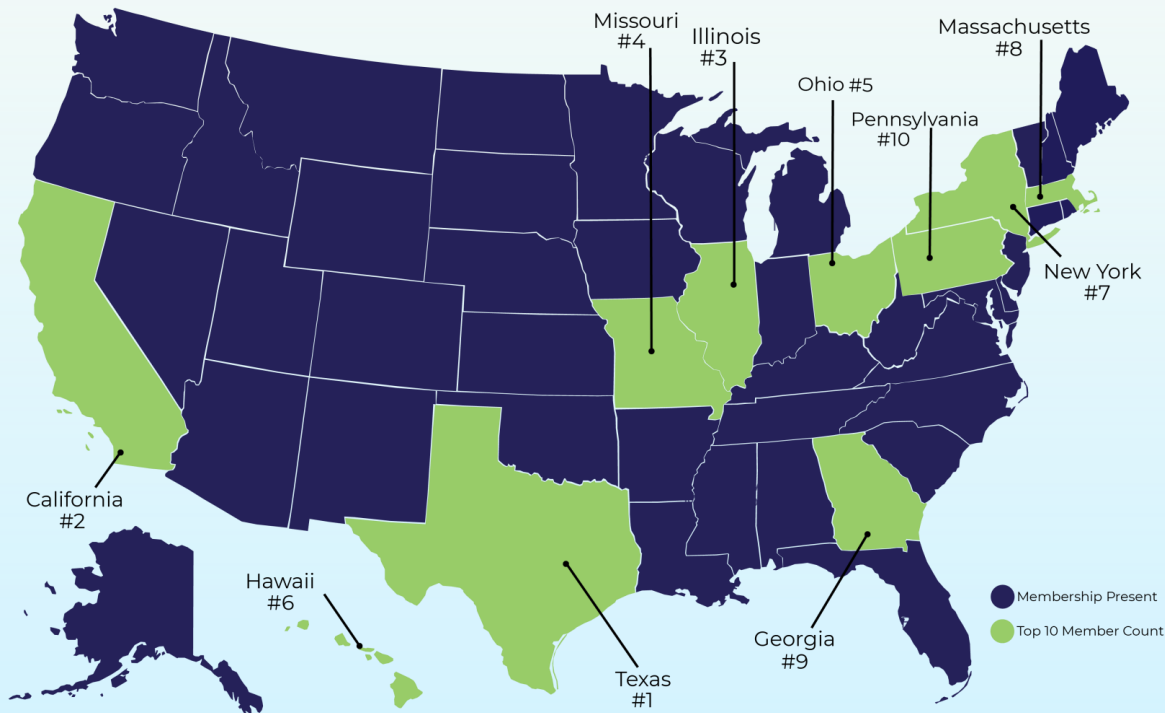 Missouri
#4
Illinois
#3
Massachusetts
#8
Ohio #5
Pennsylvania
#10
New York
#7
California
#2
Hawaii
#6
Texas
#1
Georgia
#9
Membership Present
Top 10 Member Count